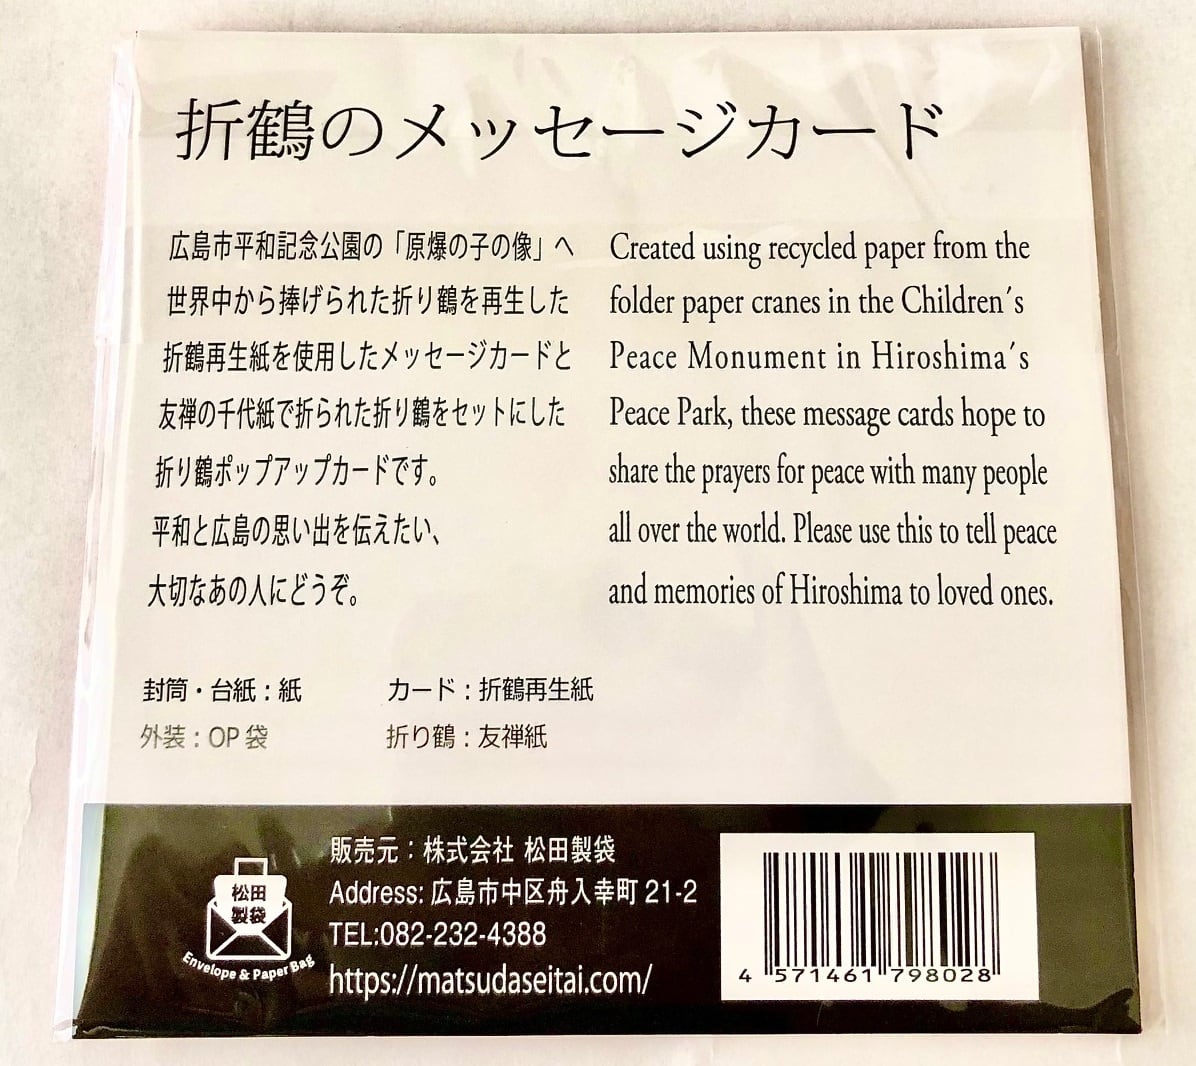 折鶴のメッセージカード
広島市平和記念公園の「原爆の子の像」へ
世界中から捧げられた折り鶴を再生した
折鶴再生紙を使用したメッセージカードと
友禅の千代紙で折られた折り鶴をセットにした
折り鶴ポップアップカードです。
平和と広島の思い出を伝えたい、
大切なあの人にどうぞ。
Created using recycled paper from the
folder paper cranes in the Children´s
Peace Monument in Hiroshima´s
Peace Park, these message cards hope to
share the prayers for peace with many people
all over the world. Please use this to tell peace
and memories of Hiroshima to loved ones.
封筒・台紙：紙
カード：折鶴再生紙
外装：OP 袋
折り鶴：友禅紙
松田
製袋
Envelope & Paper Bag
販売元：株式会社 松田製袋
Address: 広島市中区舟入幸町 21-2
TEL:082-232-4388
https://matsudaseitai.com/
4 571461 798028